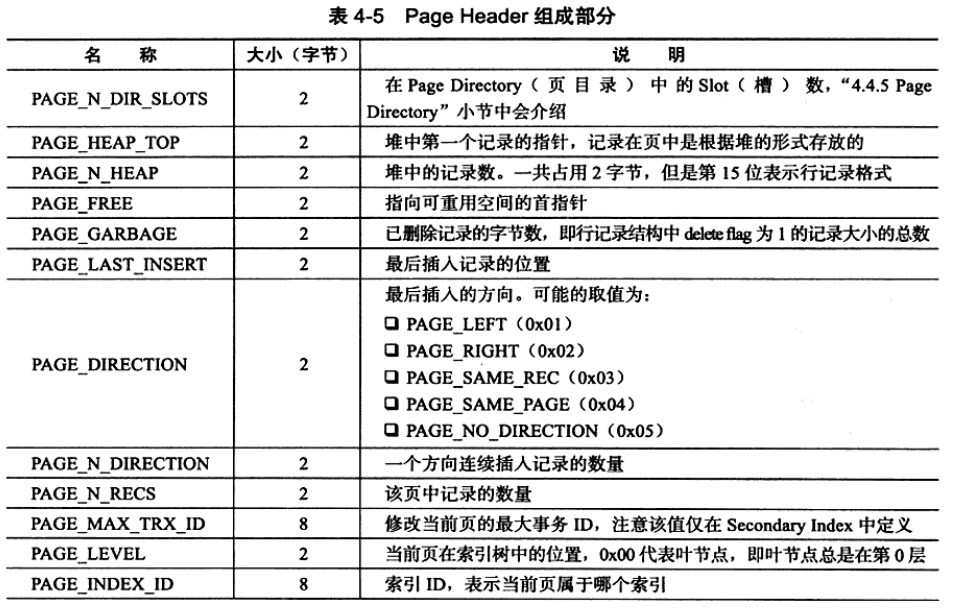 表 4-5 Page Header 组成部分
名 称 大小（字节） 说 明
PAGE_N_DIR_SLOTS 2 在 Page Directory（页目录）中的 Slot（槽）数，“4.4.5 Page
Directory”小节中会介绍
PAGE_HEAP_TOP 2 堆中第一个记录的指针，记录在页中是根据堆的形式存放的
PAGE_N_HEAP 2 堆中的记录数。一共占用 2 字节，但是第 15 位表示行记录格式
PAGE_FREE 2 指向可重用空间的首指针
PAGE_GARBAGE 2 已删除记录的字节数，即行记录结构中 delete flag 为 1 的记录大小的总数
PAGE_LAST_INSERT 2 最后插入记录的位置
PAGE_DIRECTION 2 最后插入的方向。可能的取值为：
❑ PAGE_LEFT（0x01）
❑ PAGE_RIGHT（0x02）
❑ PAGE_SAME_REC（0x03）
❑ PAGE_SAME_PAGE（0x04）
❑ PAGE_NO_DIRECTION（0x05）
PAGE_N_DIRECTION 2 一个方向连续插入记录的数量
PAGE_N_RECS 2 该页中记录的数量
PAGE_MAX_TRX_ID 8 修改当前页的最大事务 ID，注意该值仅在 Secondary Index 中定义
PAGE_LEVEL 2 当前页在索引树中的位置，0x00 代表叶节点，即叶节点总是在第 0 层
PAGE_INDEX_ID 8 索引 ID，表示当前页属于哪个索引